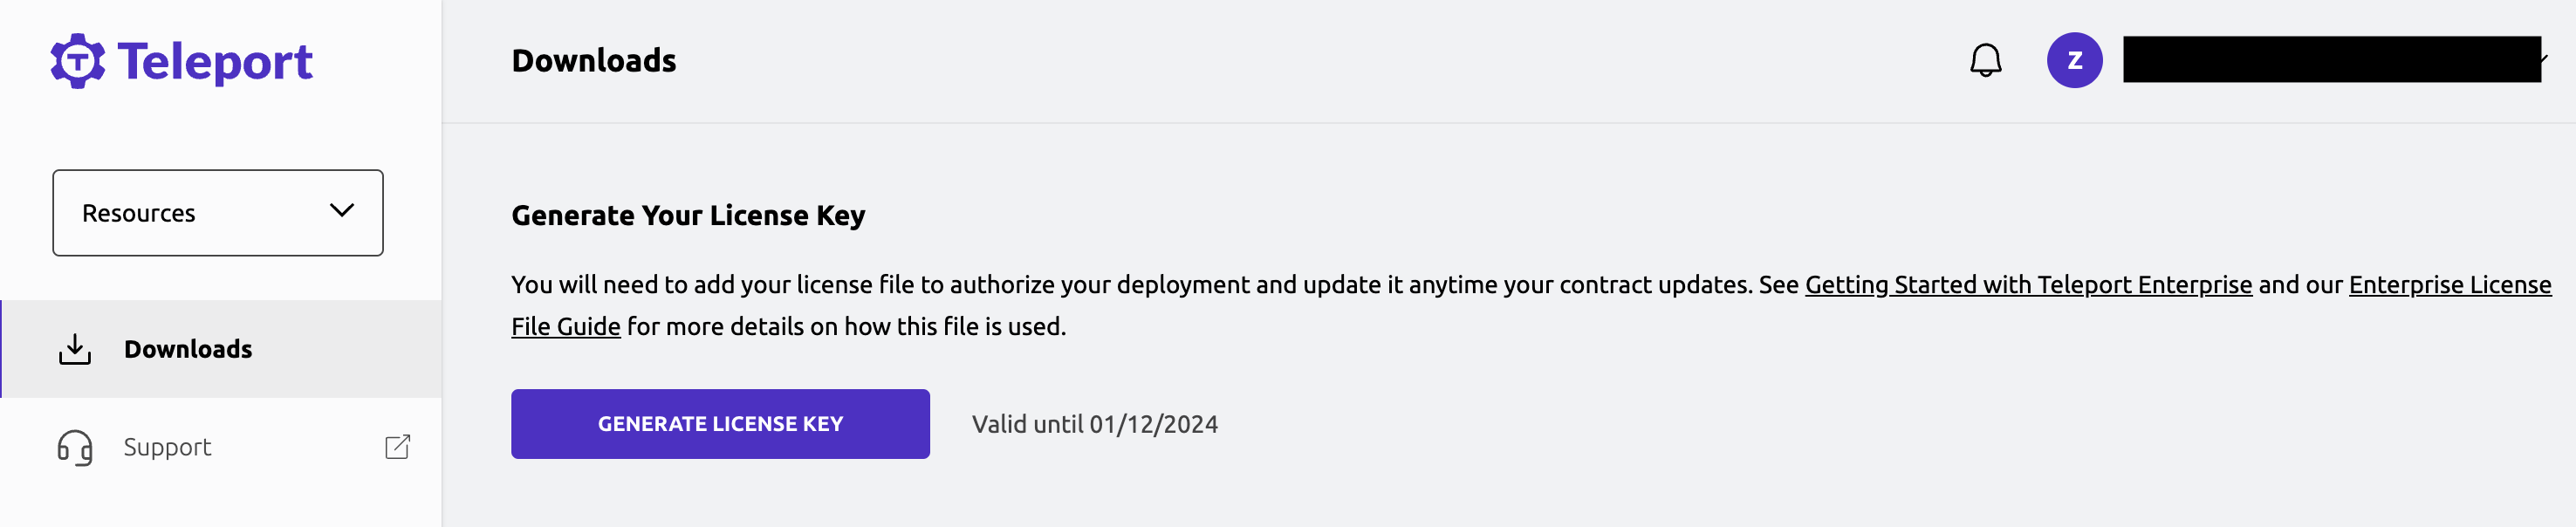 Teleport
Downloads
Z
Resources
Downloads
Support
Generate Your License Key
You will need to add your license file to authorize your deployment and update it anytime your contract updates. See Getting Started with Teleport Enterprise and our Enterprise License
File Guide for more details on how this file is used.
GENERATE LICENSE KEY
Valid until 01/12/2024